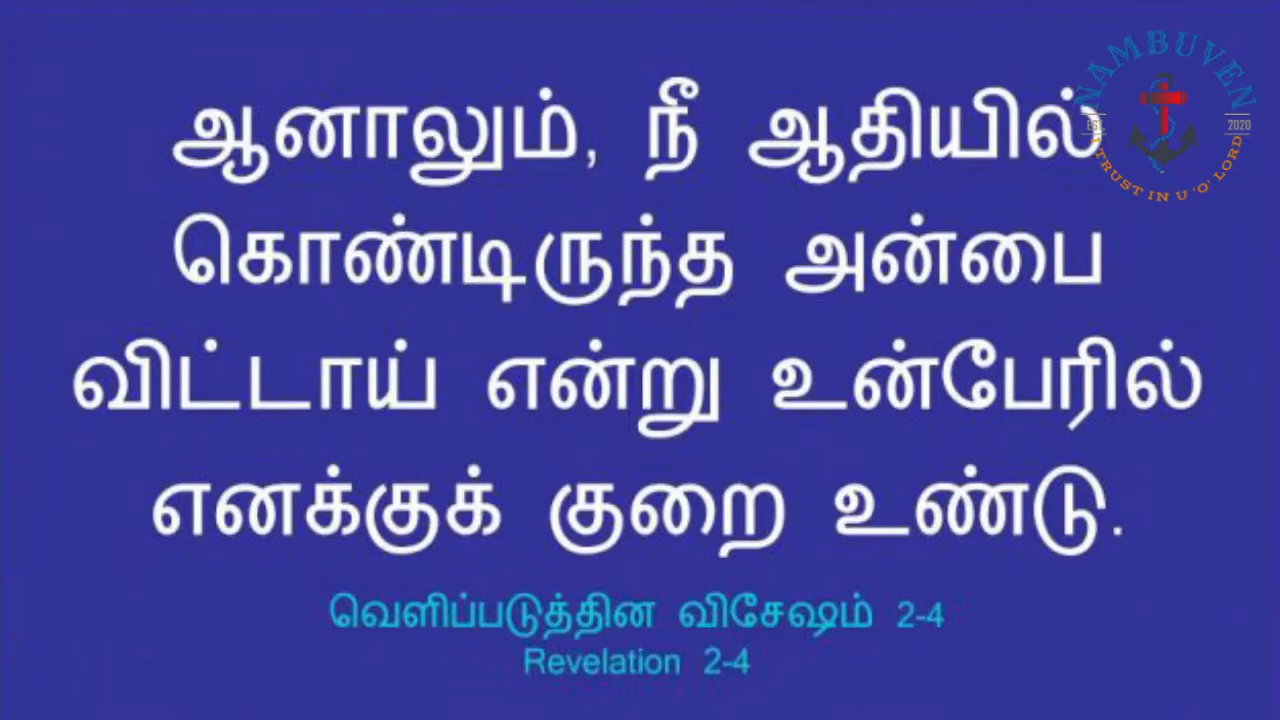 ஆனாலும், நீ ஆதியில்
கொண்டிருந்த அன்பை
விட்டாய் என்று உன்பேரில்
எனக்குக் குறை உண்டு.
வெளிப்படுத்தின விசேஷம் 2-4
Revelation 2-4
NAMBUVEN
EST. 2020
I TRUST IN U 'O' LORD